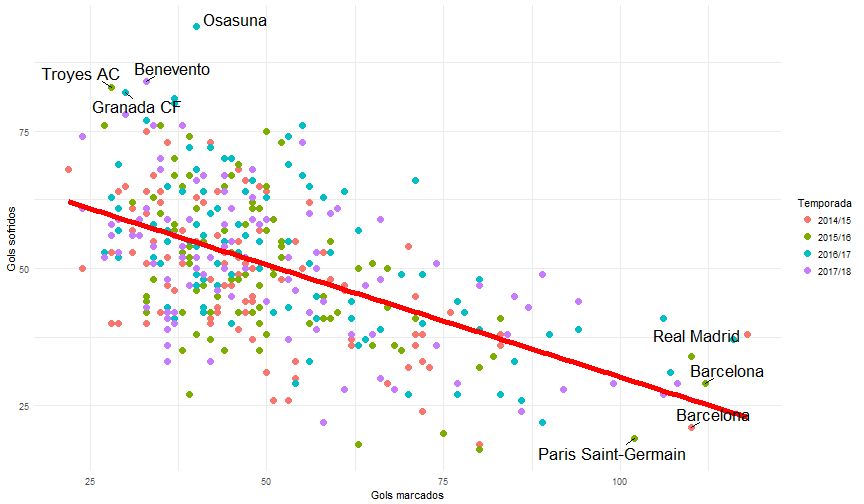 Osasuna
Troyes AC
Benevento
Granada CF
Real Madrid
Barcelona
Barcelona
Paris Saint-Germain
Gols sofridos
75
50
25
25
50
75
100
Gols marcados
Temporada
2014/15
2015/16
2016/17
2017/18